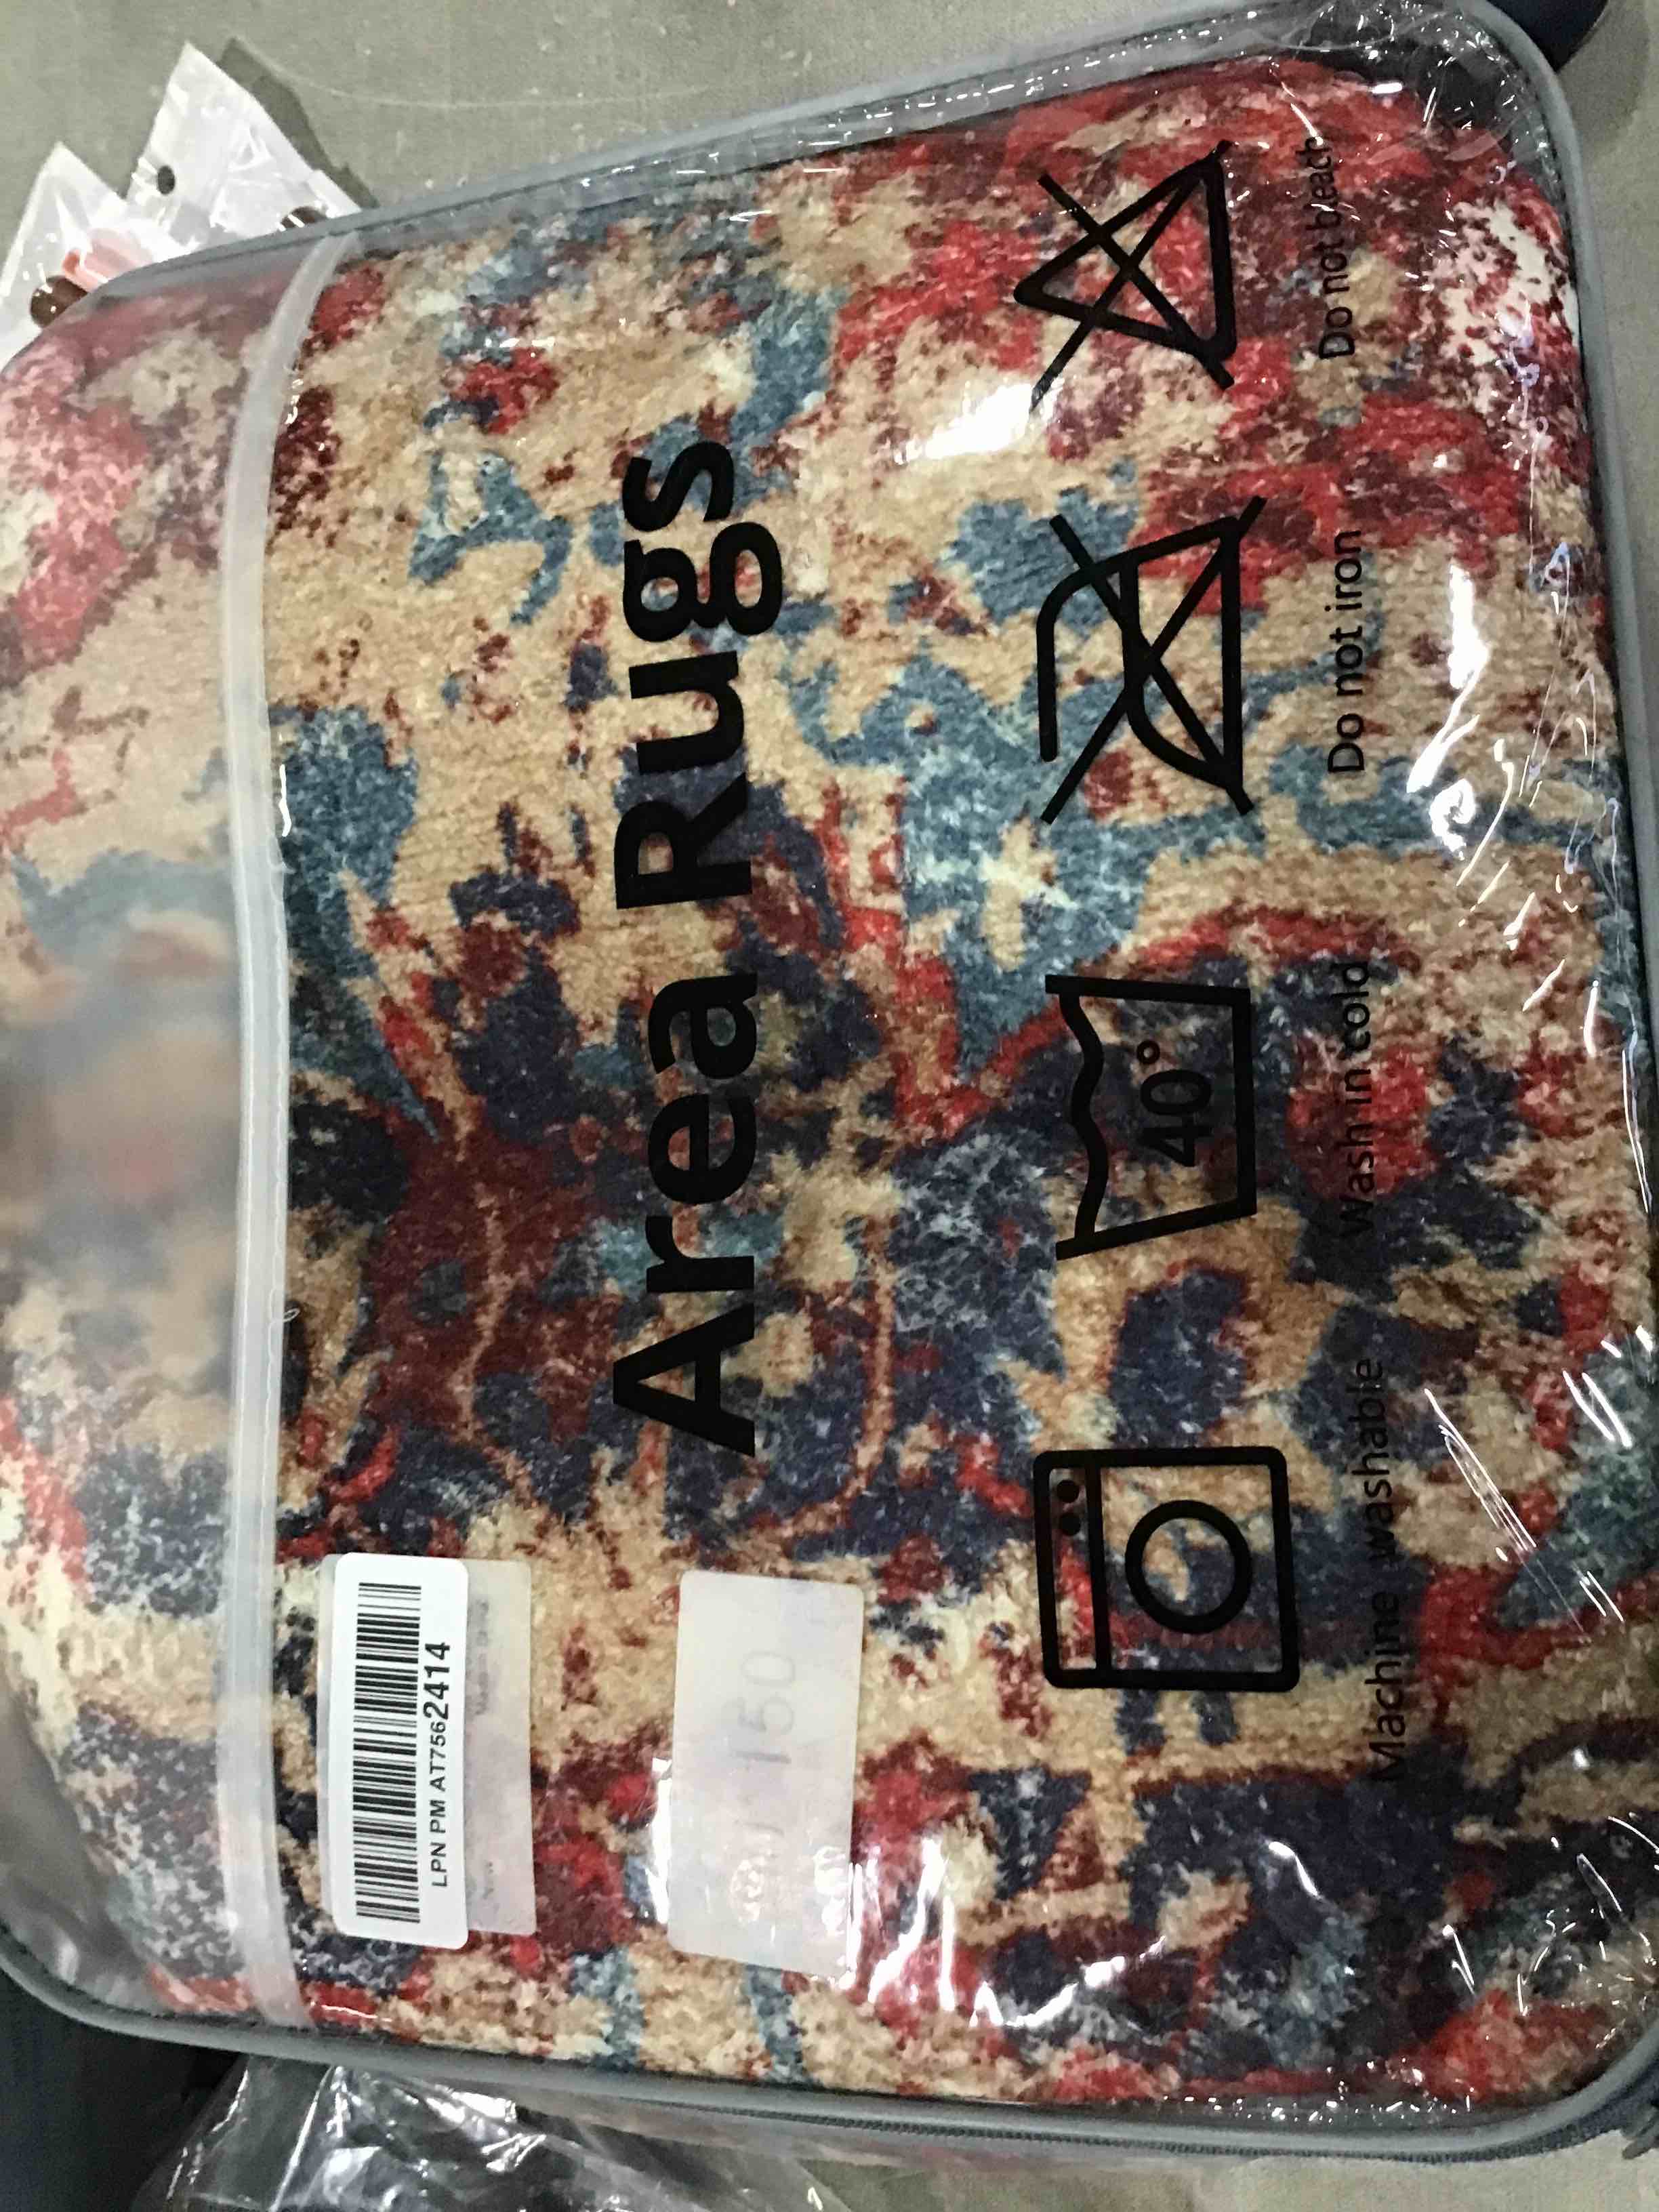 Area Rugs
40°
Machine washable
Wash in cold
Do not iron
Do not bleach
LPN PM AT7562414